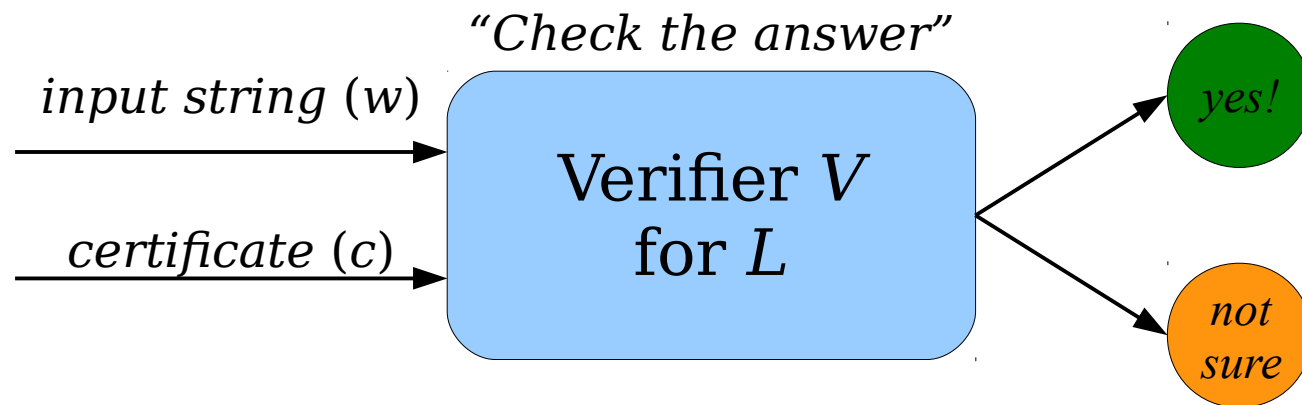 “Check the answer”
input string (w)
certificate (c)
Verifier V
for L
yes!
not
sure